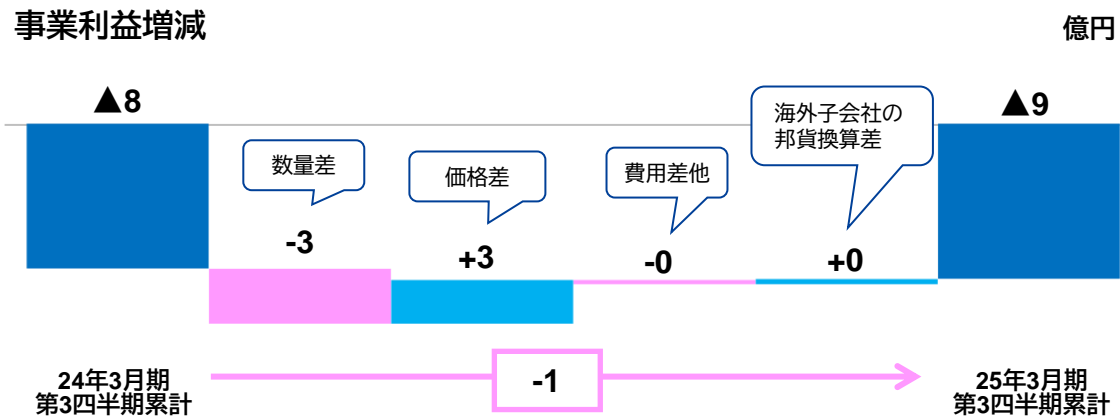 事業利益増減
億円
▲8
▲9
海外子会社の
邦貨換算差
数量差
価格差
費用差他
-3
+3
-0
+0
-1
24年3月期
第3四半期累計
25年3月期
第3四半期累計